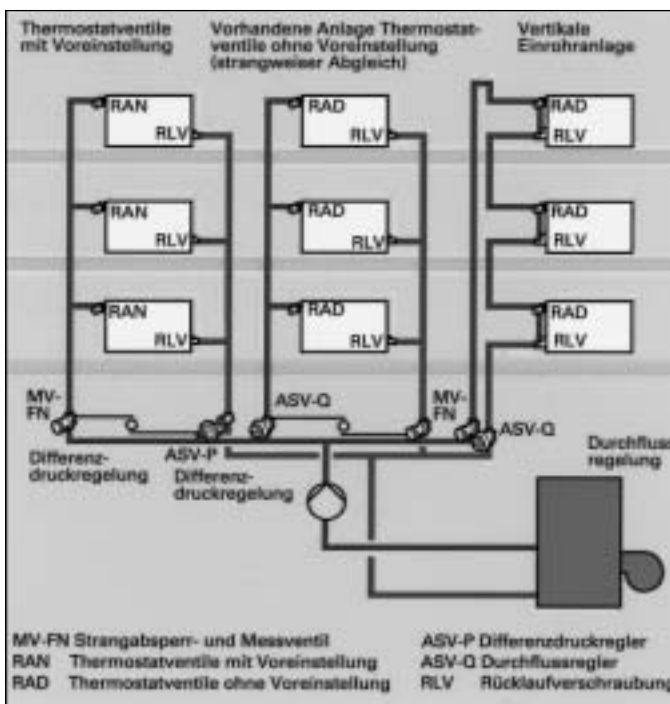 Thermostatventile
mit Voreinstellung
Vorhandene Anlage Thermostat-
ventile ohne Voreinstellung
(strangweiser Abgleich)
Vertikale
Einrohranlage
RAN
RLV
RAD
RLV
RAD
RLV
RAN
RLV
RAD
RLV
RAD
RLV
RAN
RLV
RAD
RLV
RAD
RLV
MV-
FN
ASV-Q
MV-
FN
ASV-Q
ASV-P
Differenz-
druckregelung
Differenz-
druckregelung
Durchfluss
regelung
MV-FN Strangabsperr- und Messventil
RAN Thermostatventile mit Voreinstellung
RAD Thermostatventile ohne Voreinstellung
ASV-P Differenzdruckregler
ASV-Q Durchflussregler
RLV Rücklaufverschraubung